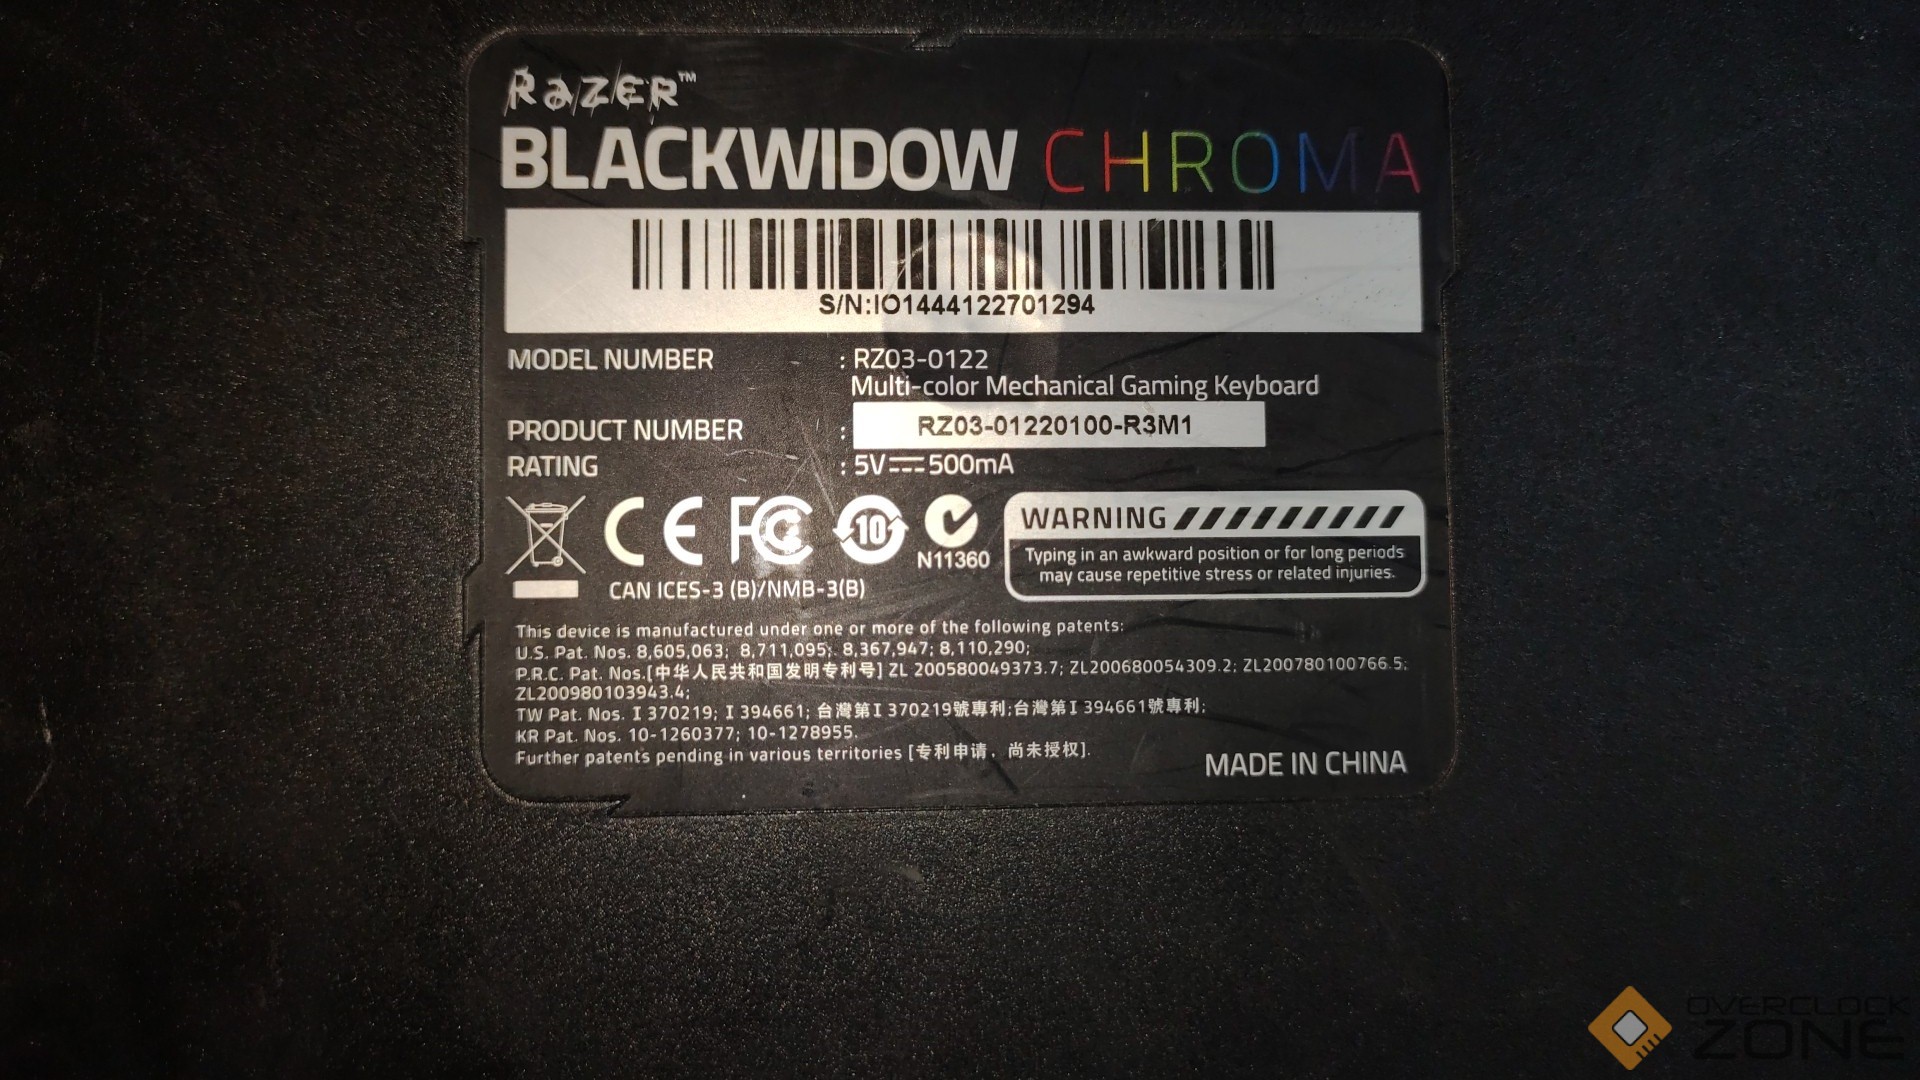 RAZER™
BLACKWIDOW CHROMA
S/N:IO1444122701294
MODEL NUMBER : RZ03-0122
Multi-color Mechanical Gaming Keyboard
PRODUCT NUMBER : RZ03-01220100-R3M1
RATING : 5V⎓500mA
CE FC 10 N11360
CAN ICES-3 (B)/NMB-3(B)
WARNING
Typing in an awkward position or for long periods
may cause repetitive stress or related injuries.
This device is manufactured under one or more of the following patents:
U.S. Pat. Nos. 8,605,063; 8,711,095; 8,367,947; 8,110,290;
P.R.C. Pat. Nos.[中华人民共和国发明专利号] ZL 200580049373.7; ZL200680054309.2; ZL200780100766.5;
ZL200980103943.4;
TW Pat. Nos. I 370219; I 394661; 台灣第I 370219號專利;台灣第I 394661號專利;
KR Pat. Nos. 10-1260377; 10-1278955.
Further patents pending in various territories [专利申请，尚未授权].
MADE IN CHINA
OVERCLOCK
ZONE